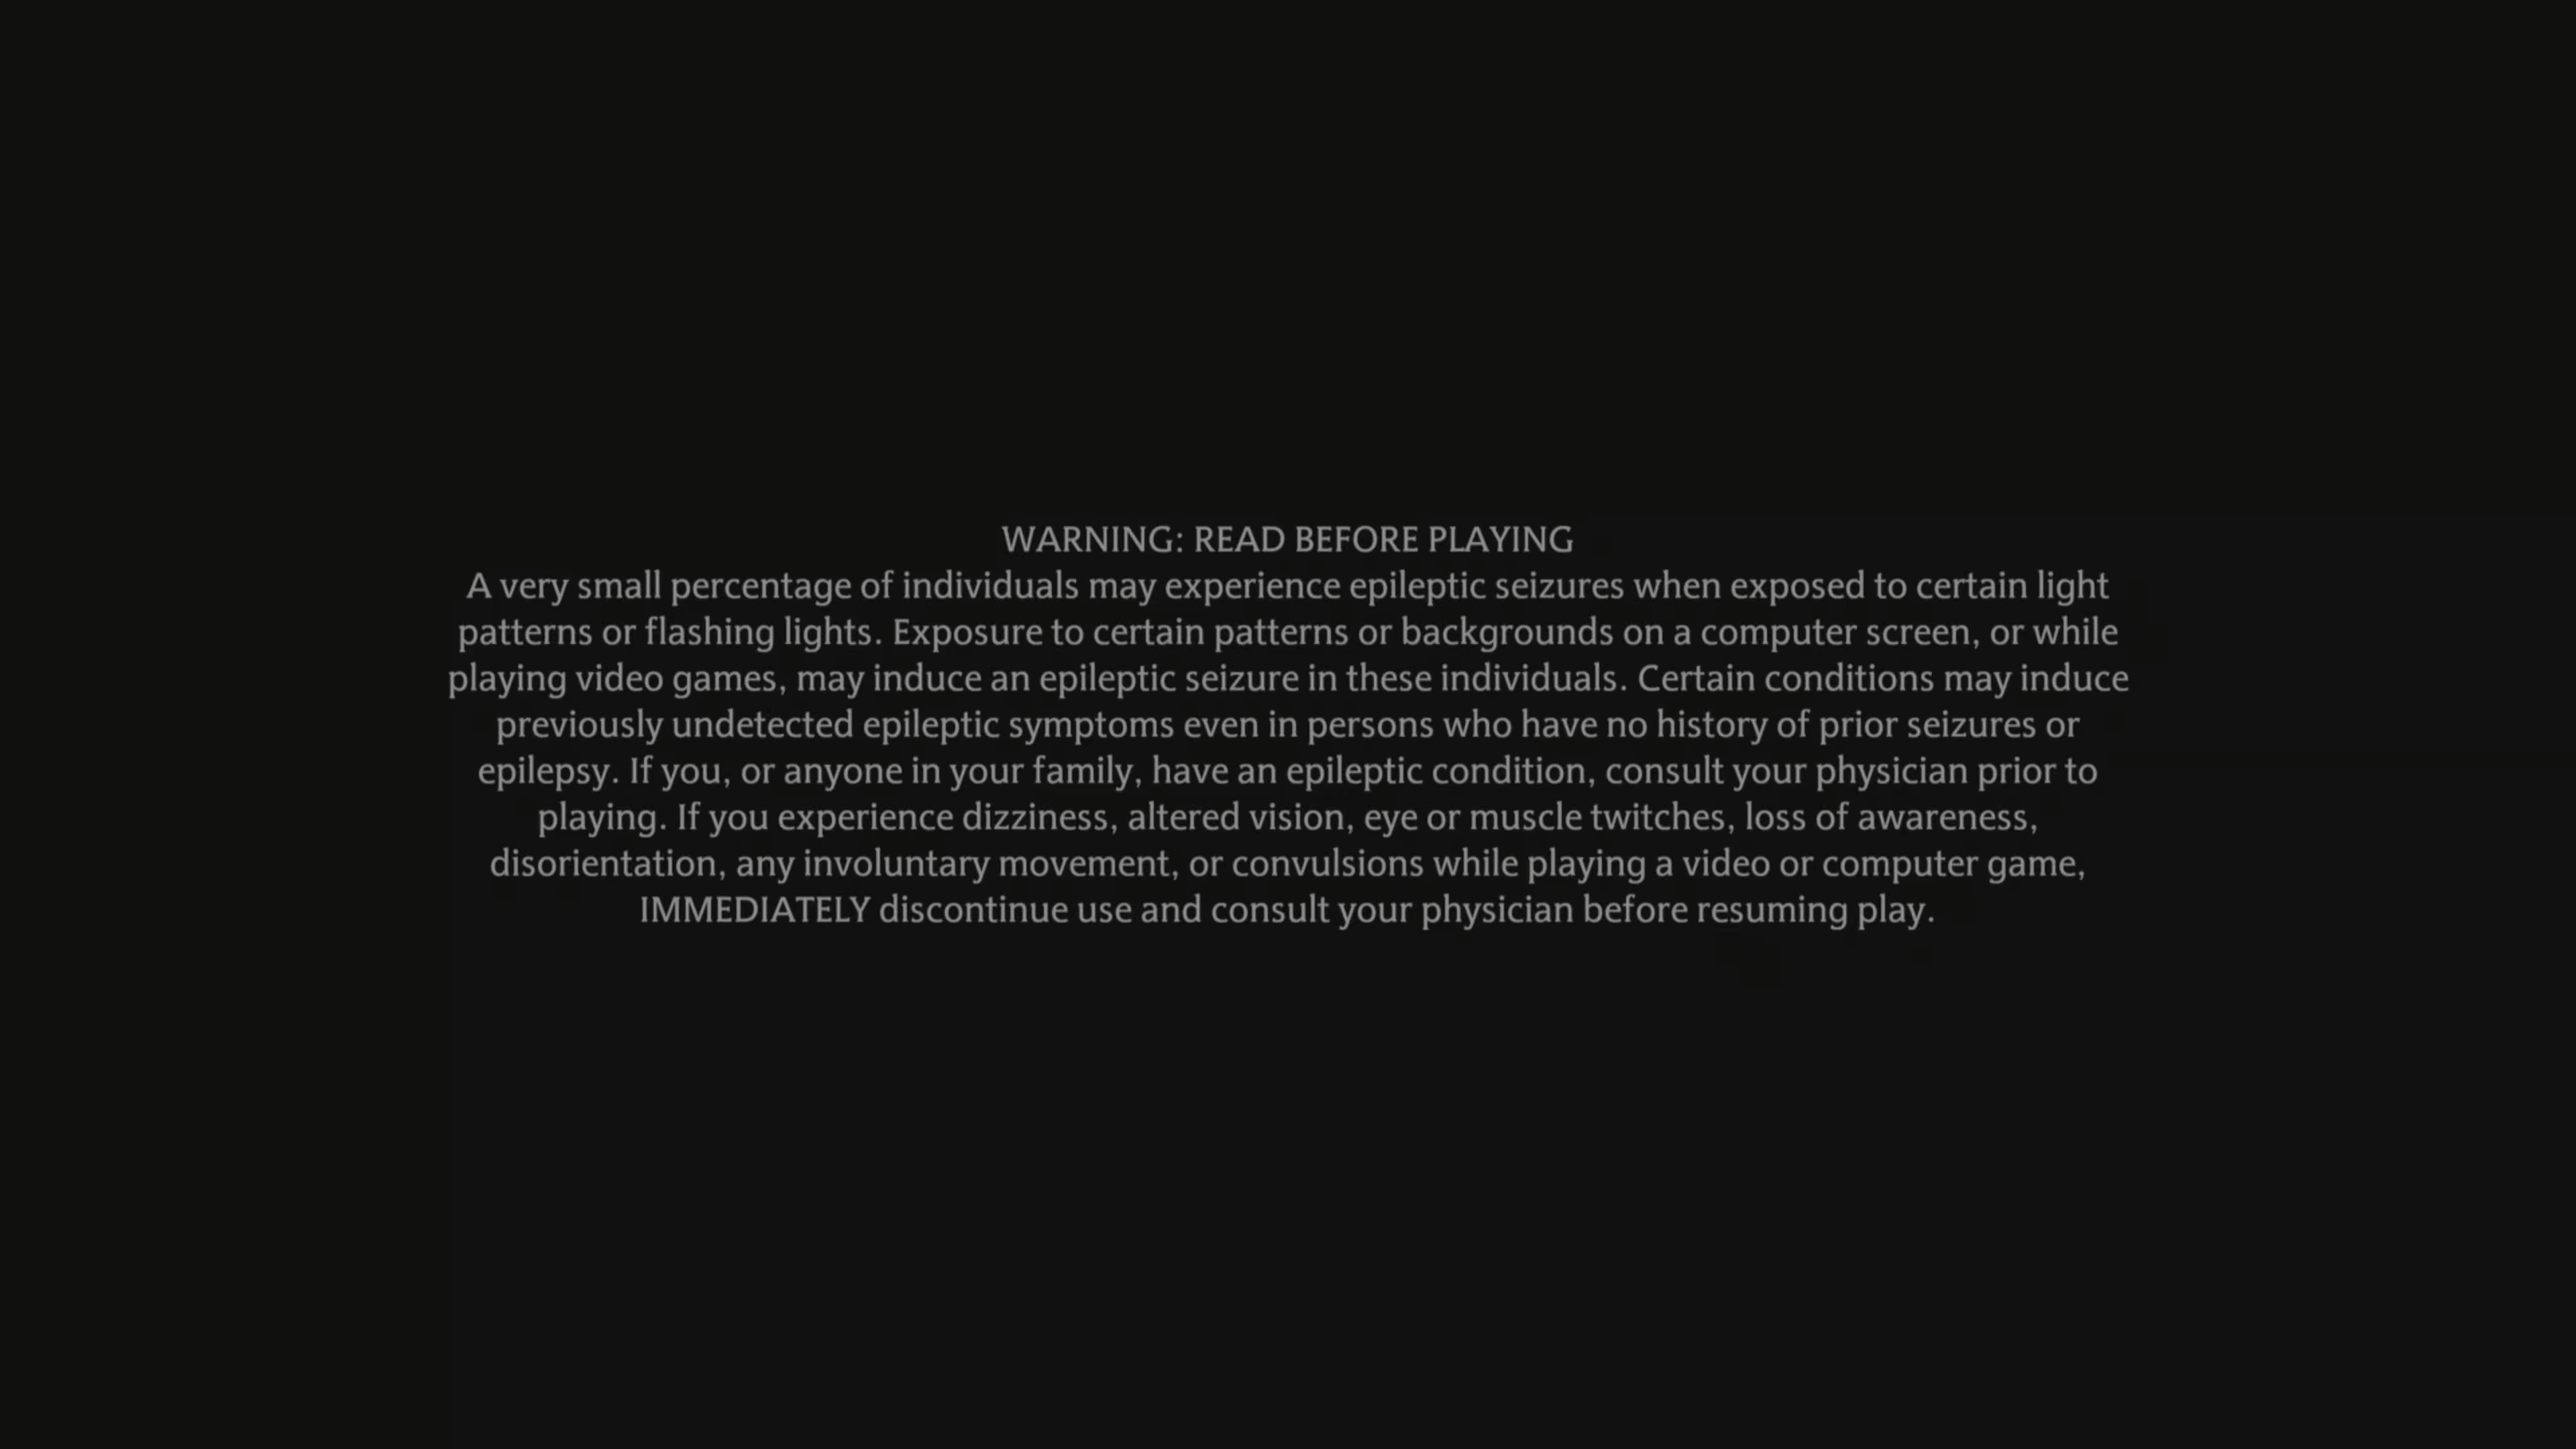 WARNING: READ BEFORE PLAYING
A very small percentage of individuals may experience epileptic seizures when exposed to certain light
patterns or flashing lights. Exposure to certain patterns or backgrounds on a computer screen, or while
playing video games, may induce an epileptic seizure in these individuals. Certain conditions may induce
previously undetected epileptic symptoms even in persons who have no history of prior seizures or
epilepsy. If you, or anyone in your family, have an epileptic condition, consult your physician prior to
playing. If you experience dizziness, altered vision, eye or muscle twitches, loss of awareness,
disorientation, any involuntary movement, or convulsions while playing a video or computer game,
IMMEDIATELY discontinue use and consult your physician before resuming play.